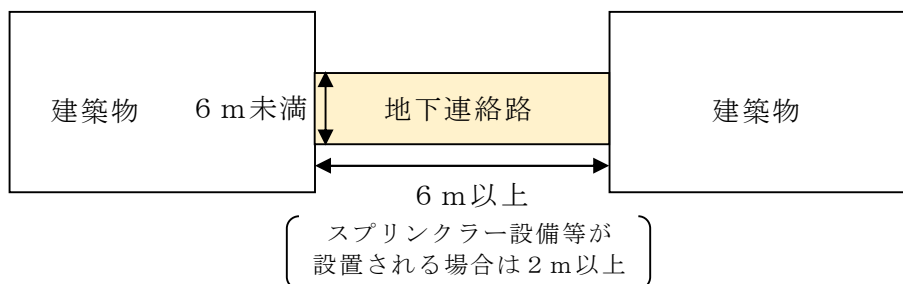 建築物
６ｍ未満
地下連絡路
建築物
６ｍ以上
スプリンクラー設備等が
設置される場合は２ｍ以上